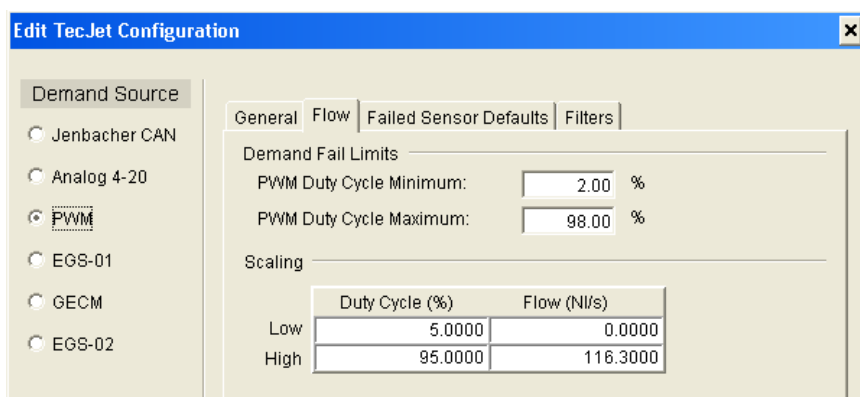 Edit TecJet Configuration
Demand Source
Jenbacher CAN
Analog 4-20
PWM
EGS-01
GECM
EGS-02
General Flow Failed Sensor Defaults Filters
Demand Fail Limits
PWM Duty Cycle Minimum: 2.00 %
PWM Duty Cycle Maximum: 98.00 %
Scaling
Duty Cycle (%) Flow (Nl/s)
Low 5.0000 0.0000
High 95.0000 116.3000